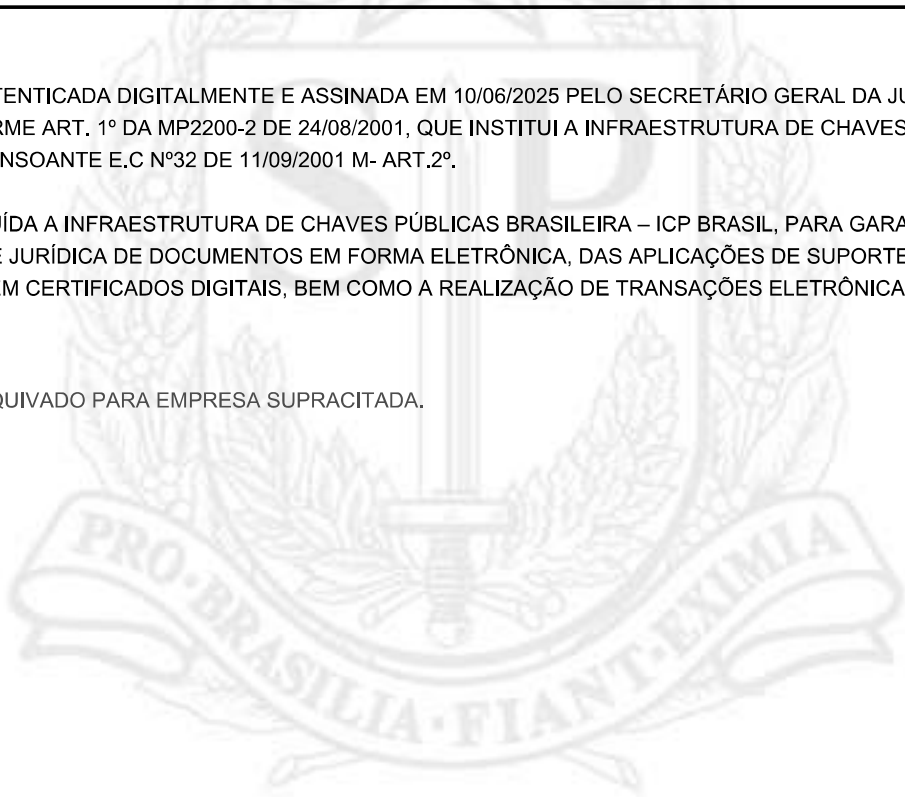 TENTICADA DIGITALMENTE E ASSINADA EM 10/06/2025 PELO SECRETÁRIO GERAL DA JU
RME ART. 1º DA MP2200-2 DE 24/08/2001, QUE INSTITUI A INFRAESTRUTURA DE CHAVES
NSOANTE E.C Nº32 DE 11/09/2001 M- ART.2º.
UÍDA A INFRAESTRUTURA DE CHAVES PÚBLICAS BRASILEIRA – ICP BRASIL, PARA GARA
E JURÍDICA DE DOCUMENTOS EM FORMA ELETRÔNICA, DAS APLICAÇÕES DE SUPORTE
EM CERTIFICADOS DIGITAIS, BEM COMO A REALIZAÇÃO DE TRANSAÇÕES ELETRÔNICA
QUIVADO PARA EMPRESA SUPRACITADA.
SP
PRO·BRASILIA·FIANT·EXIMIA